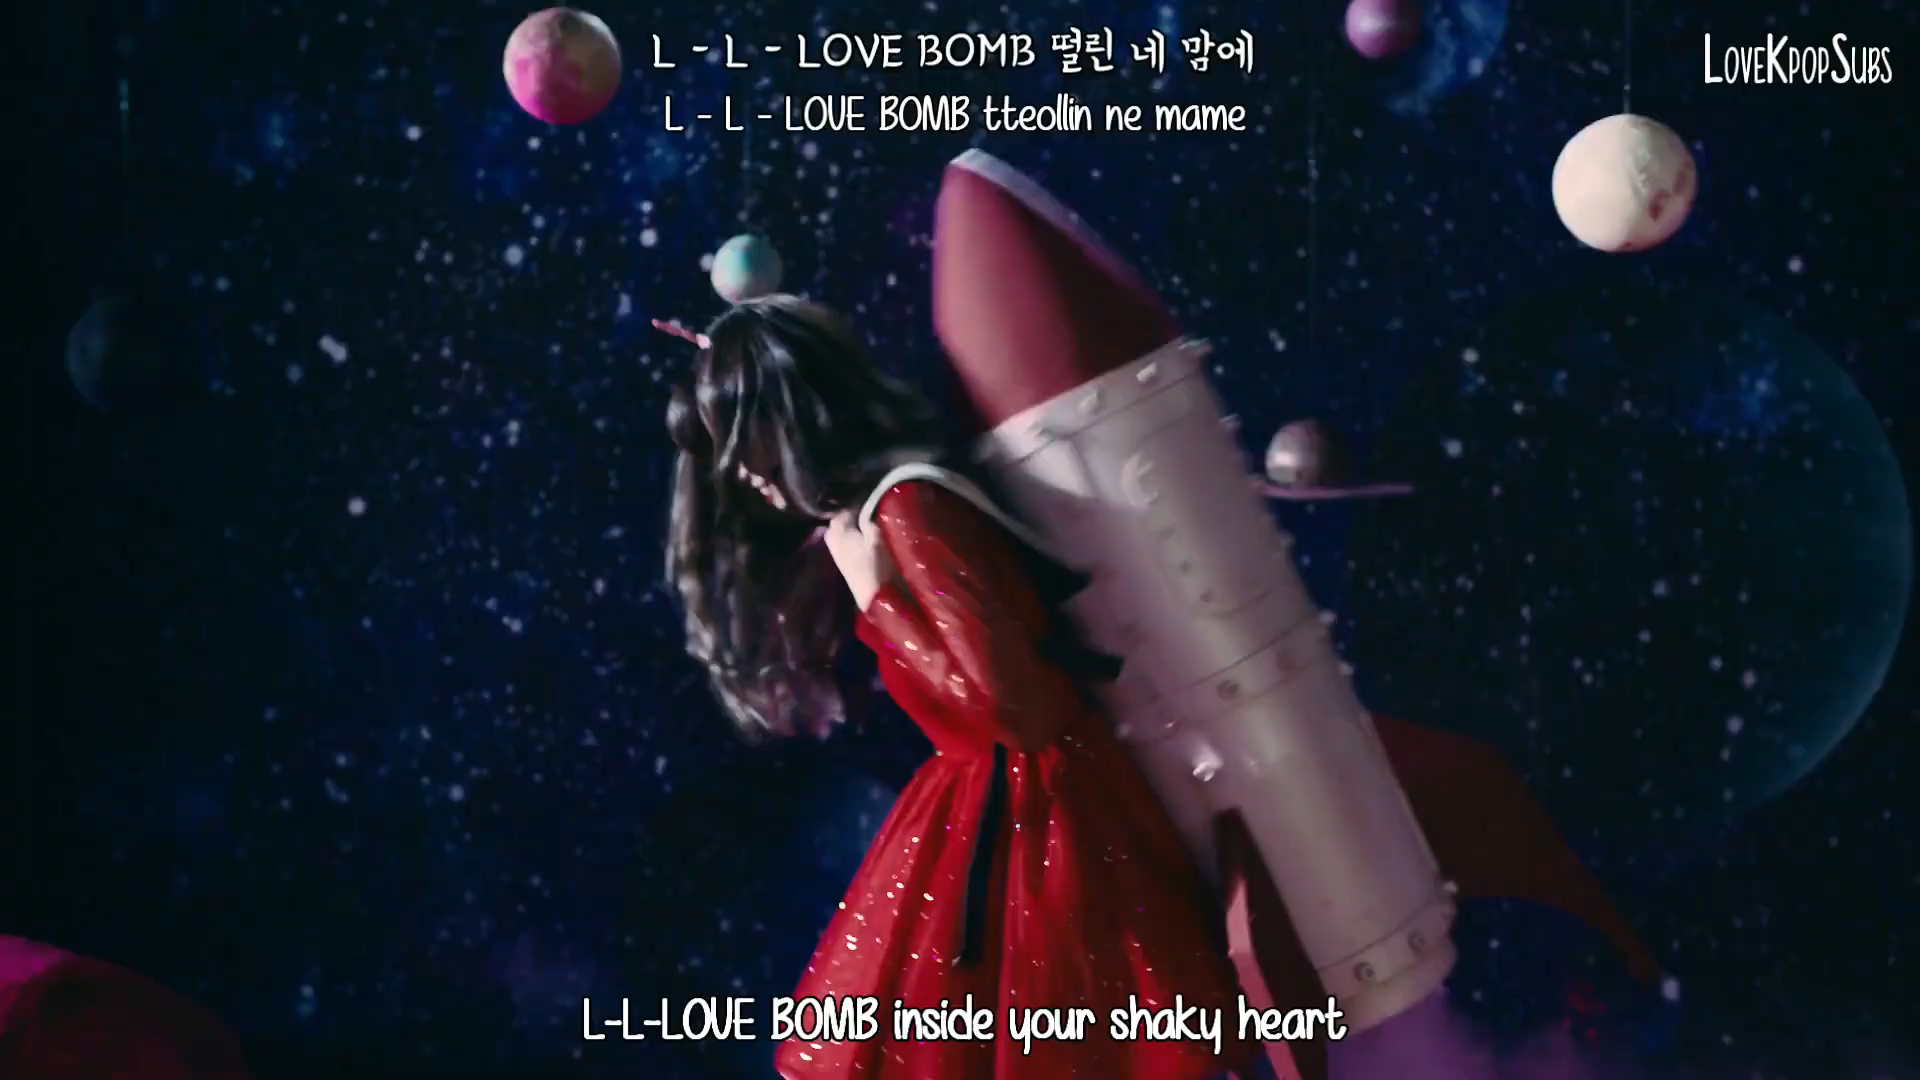 L - L - LOVE BOMB 떨린 네 맘에
LOVEKPOPSUBS
L - L - LOVE BOMB tteollin ne mame
L-L-LOVE BOMB inside your shaky heart